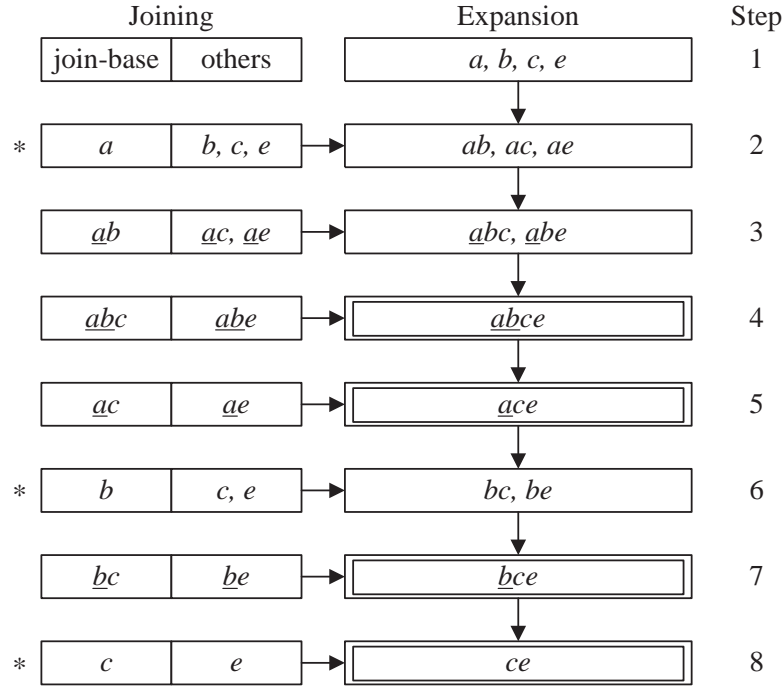 Joining Expansion Step
join-base others a, b, c, e 1
* a b, c, e ab, ac, ae 2
ab ac, ae abc, abe 3
abc abe abce 4
ac ae ace 5
* b c, e bc, be 6
bc be bce 7
* c e ce 8